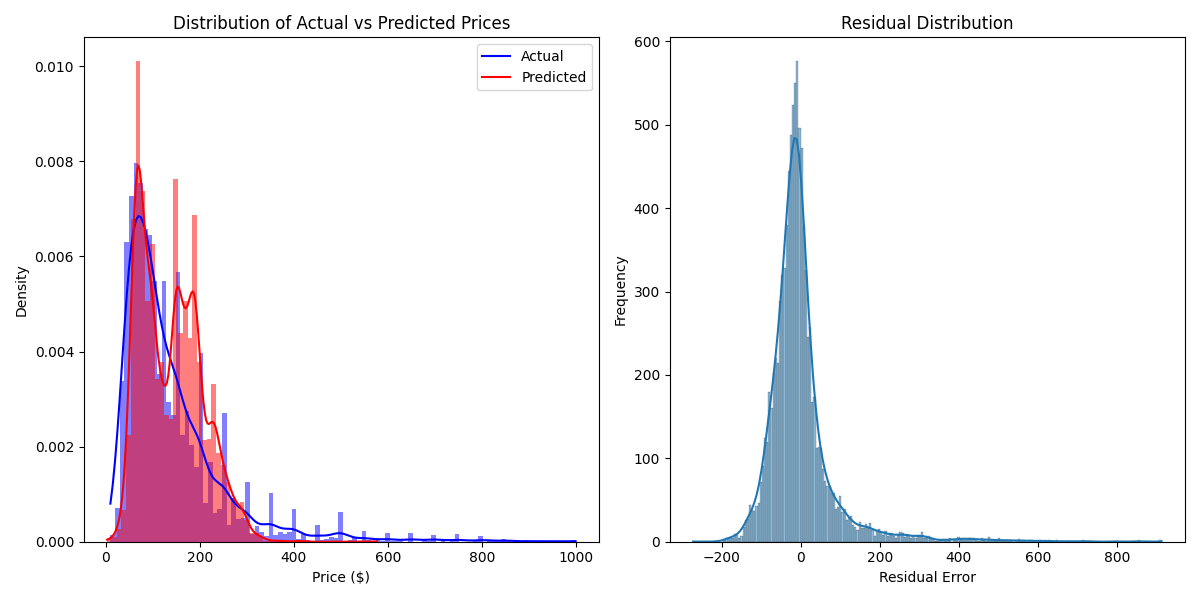 Distribution of Actual vs Predicted Prices
Actual
Predicted
0.010
0.008
0.006
0.004
0.002
0.000
Density
0 200 400 600 800 1000
Price ($)
Residual Distribution
600
500
400
300
200
100
0
Frequency
−200 0 200 400 600 800
Residual Error